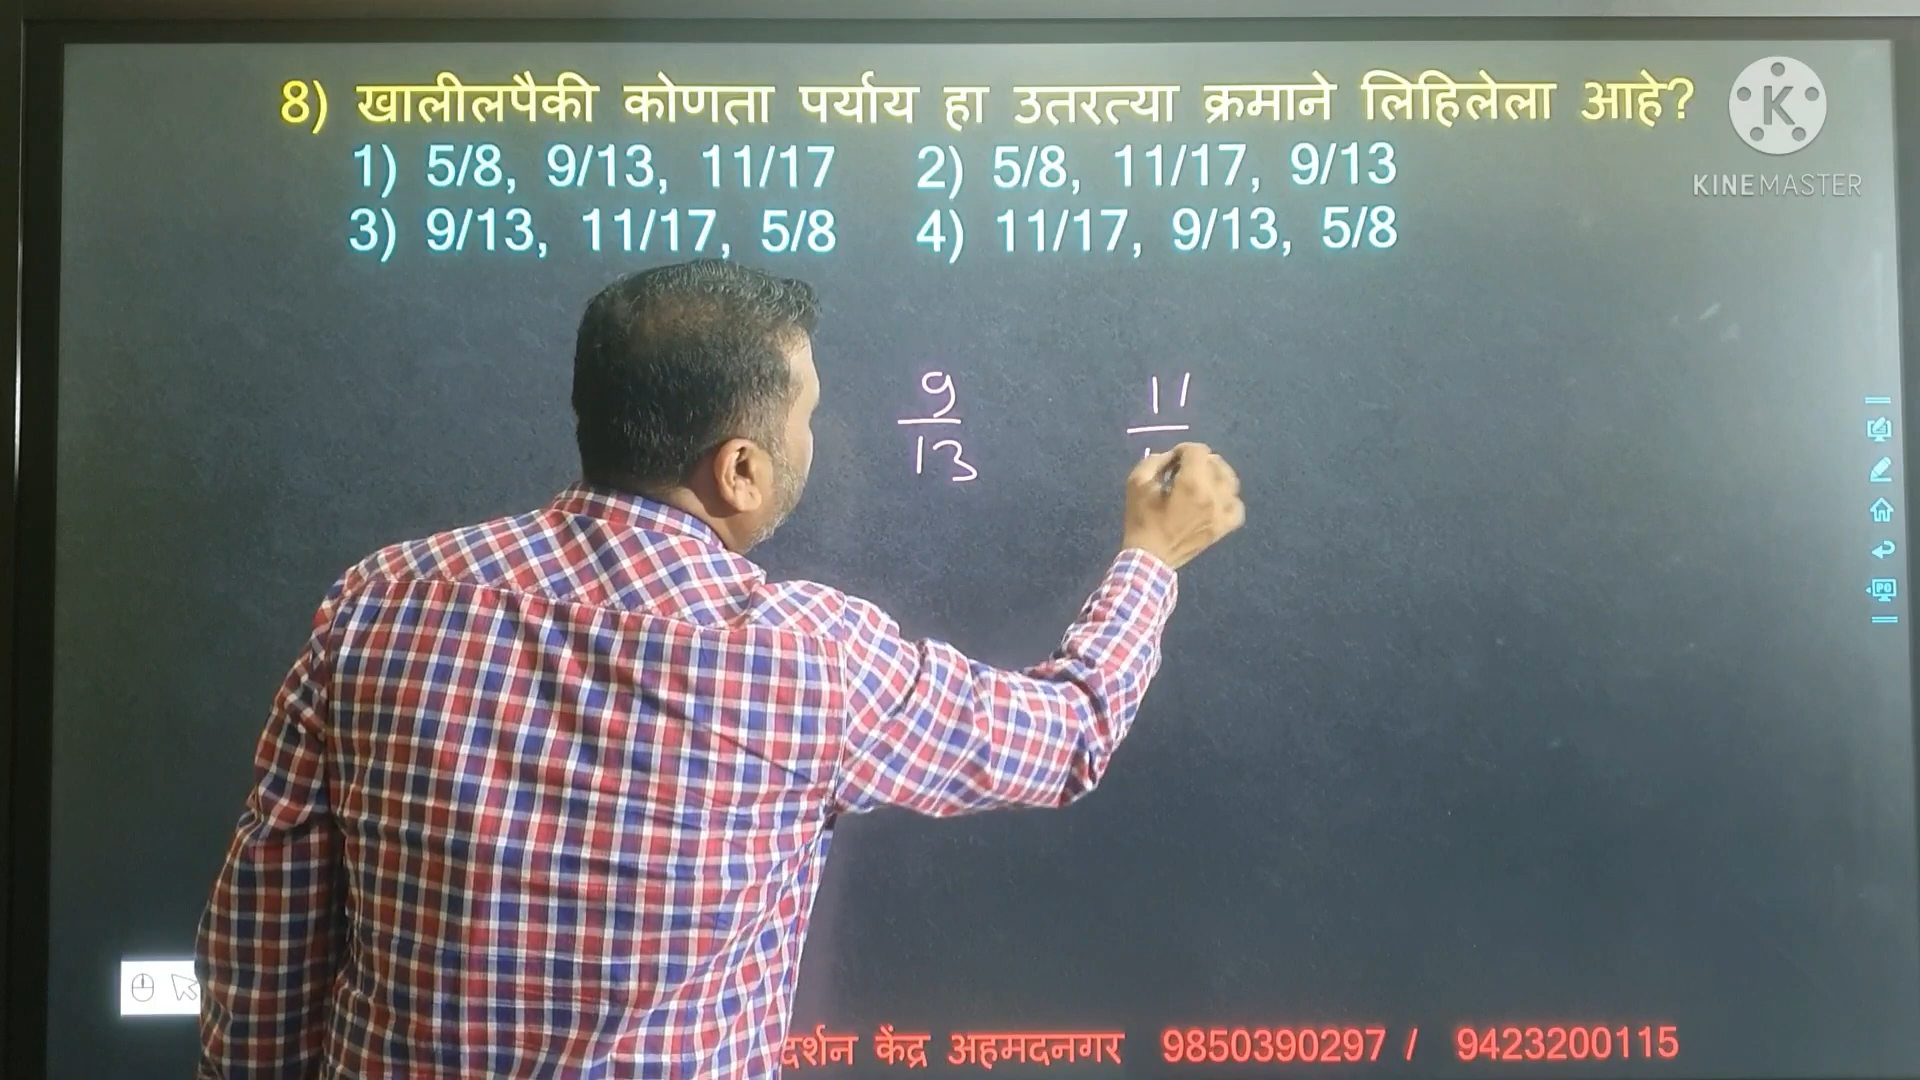 8) खालीलपैकी कोणता पर्याय हा उतरत्या क्रमाने लिहिलेला आहे?
1) 5/8, 9/13, 11/17 2) 5/8, 11/17, 9/13
3) 9/13, 11/17, 5/8 4) 11/17, 9/13, 5/8
K
KINEMASTER
9 11
13
PG
दर्शन केंद्र अहमदनगर 9850390297 / 9423200115